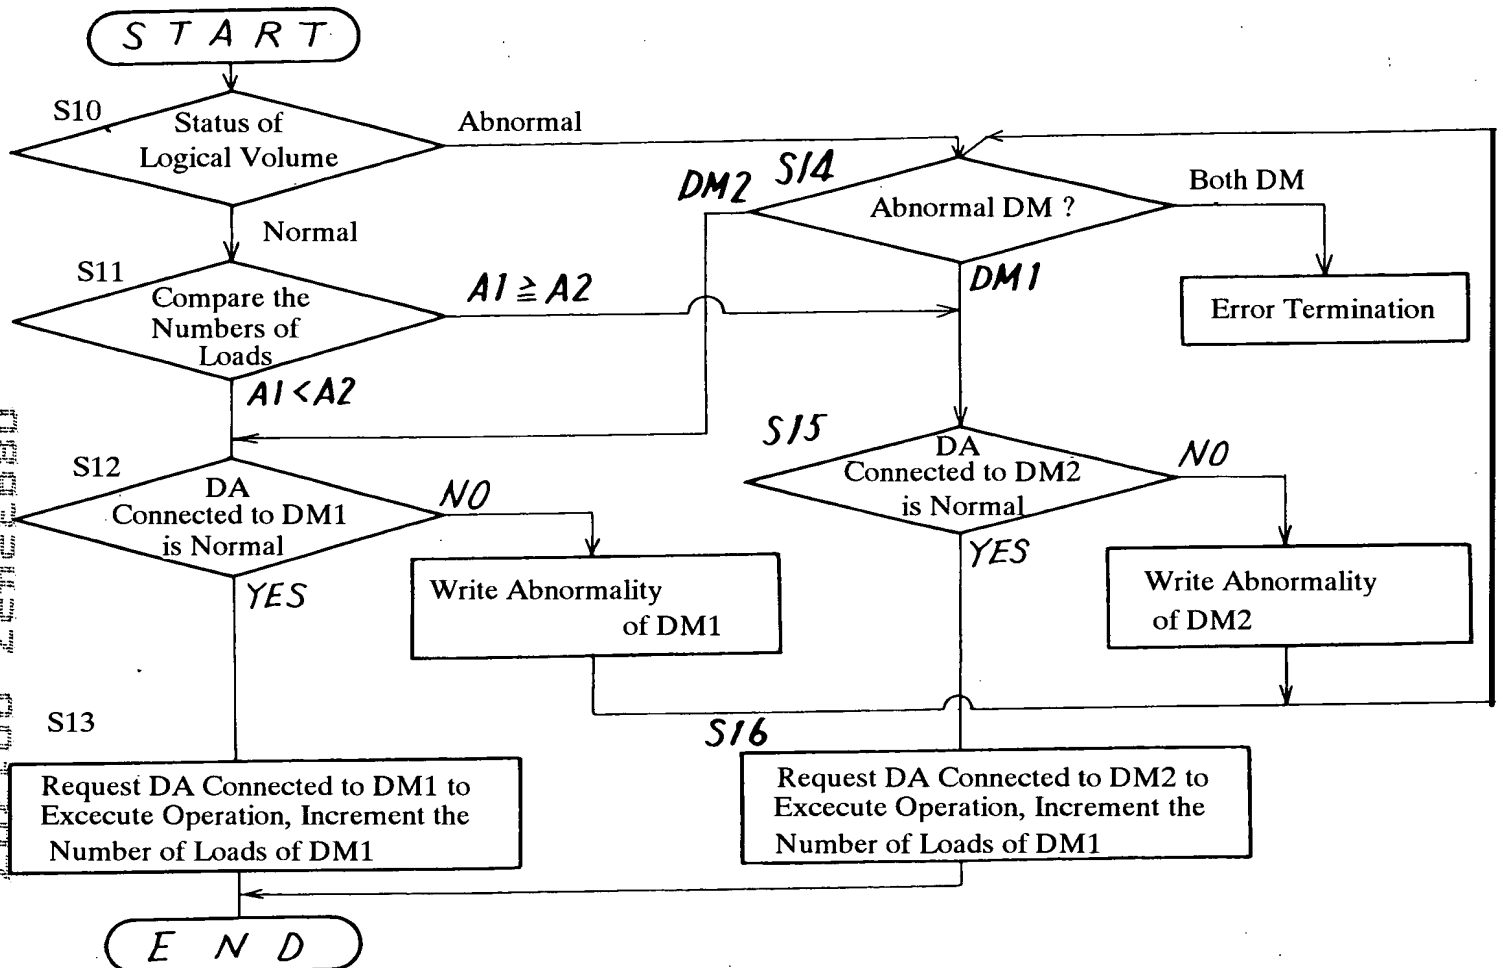 START
S10
Status of
Logical Volume
Abnormal
Normal
S14
DM2
Abnormal DM ?
Both DM
DM1
Error Termination
S11
Compare the
Numbers of
Loads
A1 ≧ A2
A1 < A2
S12
DA
Connected to DM1
is Normal
NO
YES
Write Abnormality
of DM1
S15
DA
Connected to DM2
is Normal
NO
YES
Write Abnormality
of DM2
S13
Request DA Connected to DM1 to
Excecute Operation, Increment the
Number of Loads of DM1
S16
Request DA Connected to DM2 to
Excecute Operation, Increment the
Number of Loads of DM1
END